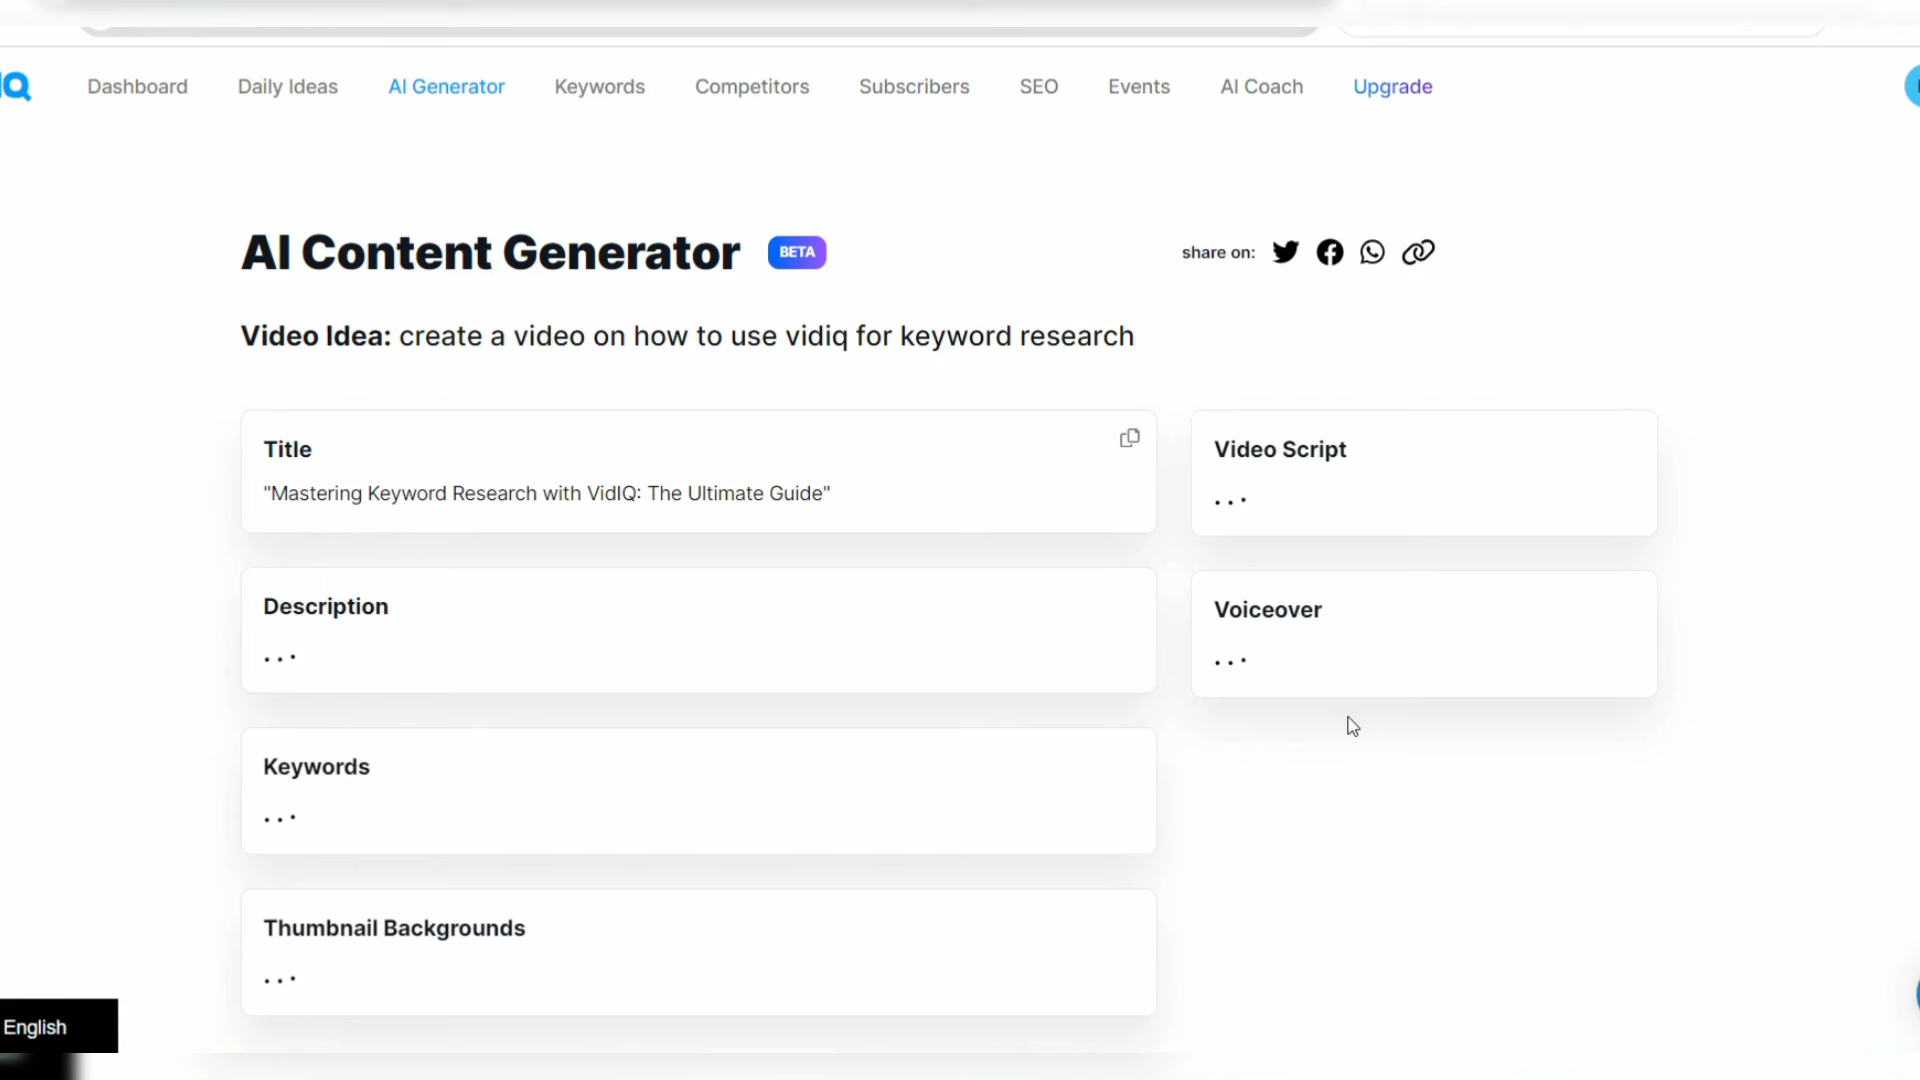 IQ
Dashboard Daily Ideas AI Generator Keywords Competitors Subscribers SEO Events AI Coach Upgrade
AI Content Generator BETA
share on:
Video Idea: create a video on how to use vidiq for keyword research
Title
"Mastering Keyword Research with VidIQ: The Ultimate Guide"
Video Script
...
Description
...
Voiceover
...
Keywords
...
Thumbnail Backgrounds
...
English